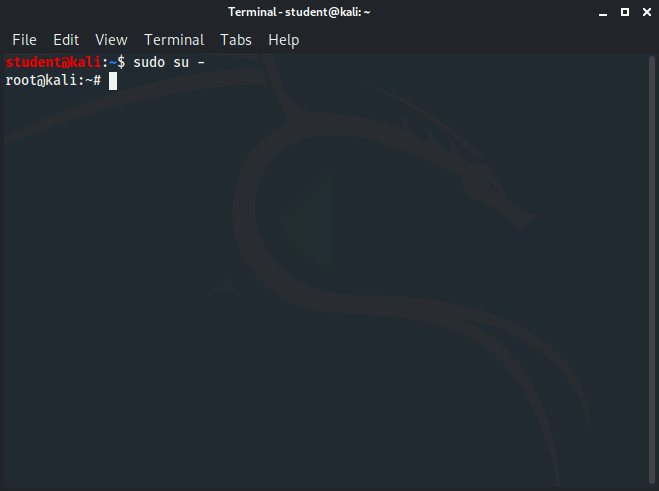 Terminal - student@kali: ~
File Edit View Terminal Tabs Help
student@kali:~$ sudo su -
root@kali:~#